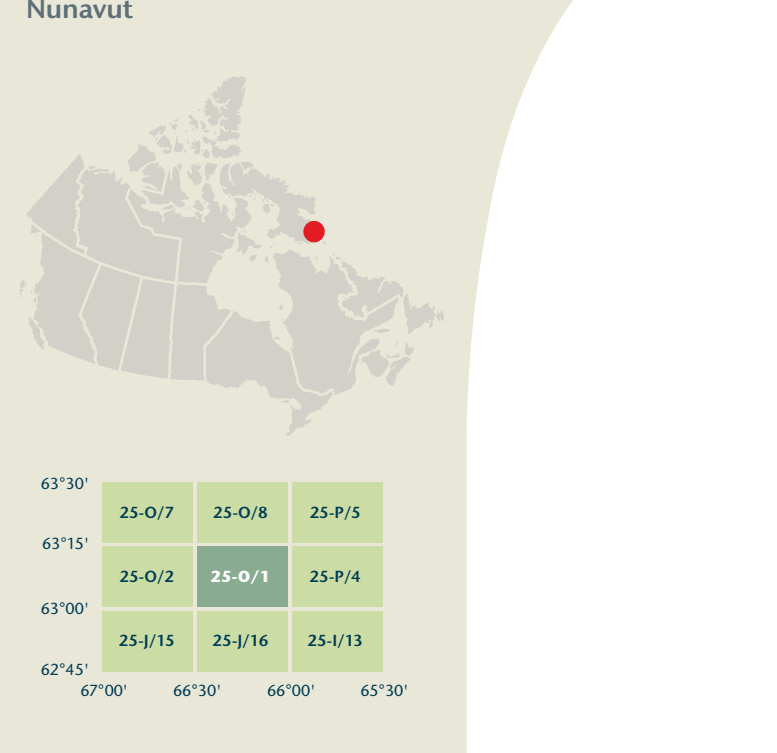 Nunavut
63°30'
25-O/7 25-O/8 25-P/5
63°15'
25-O/2 25-O/1 25-P/4
63°00'
25-J/15 25-J/16 25-I/13
62°45'
67°00' 66°30' 66°00' 65°30'